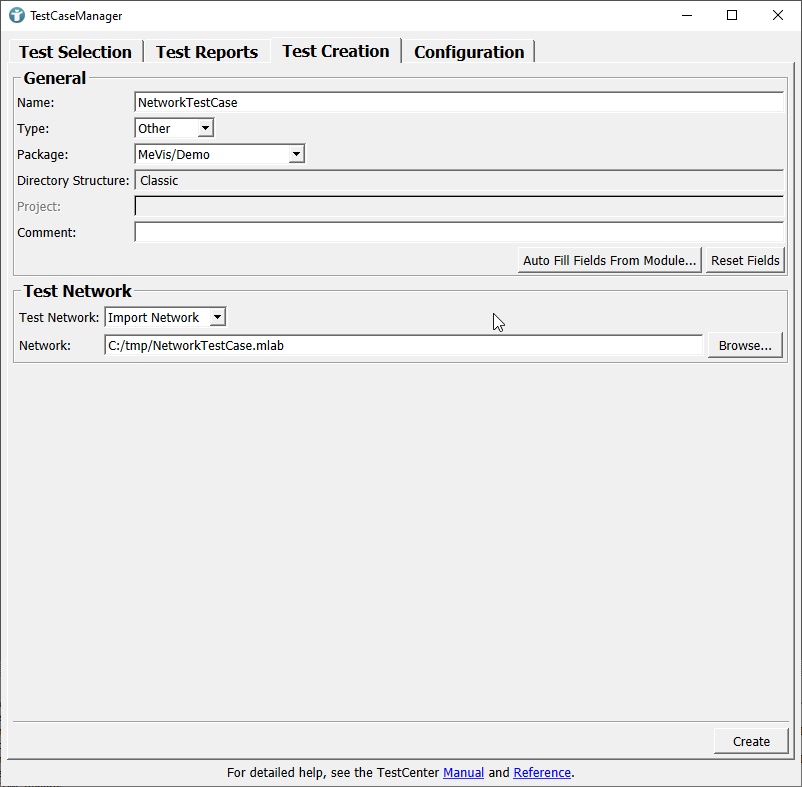 TestCaseManager
Test Selection Test Reports Test Creation Configuration
General
Name: NetworkTestCase
Type: Other
Package: MeVis/Demo
Directory Structure: Classic
Project:
Comment:
Auto Fill Fields From Module... Reset Fields
Test Network
Test Network: Import Network
Network: C:/tmp/NetworkTestCase.mlab Browse...
Create
For detailed help, see the TestCenter Manual and Reference.